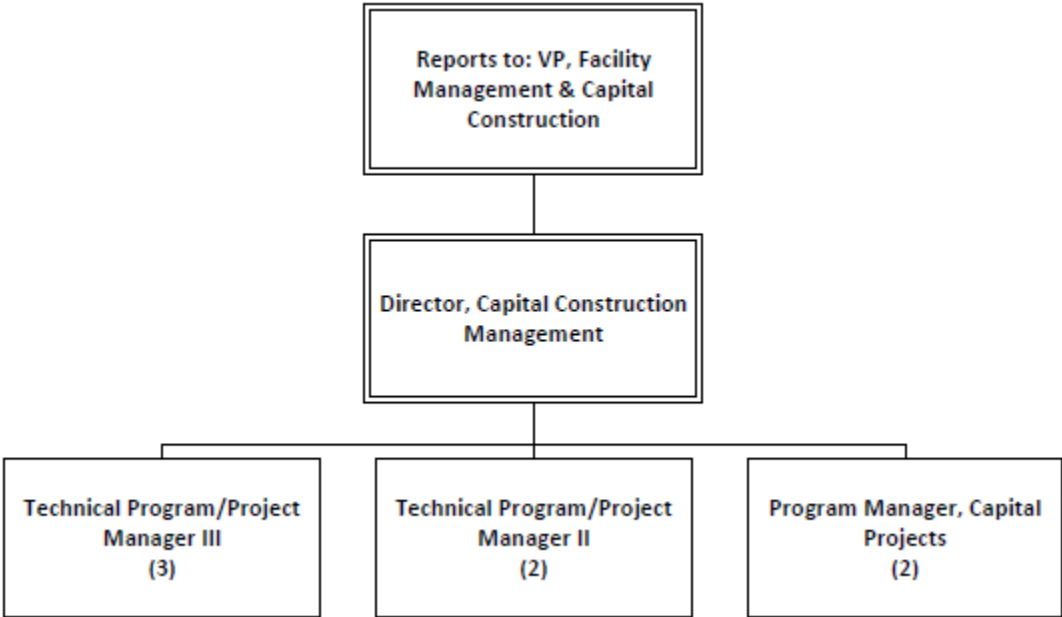 Reports to: VP, Facility
Management & Capital
Construction
Director, Capital Construction
Management
Technical Program/Project
Manager III
(3)
Technical Program/Project
Manager II
(2)
Program Manager, Capital
Projects
(2)